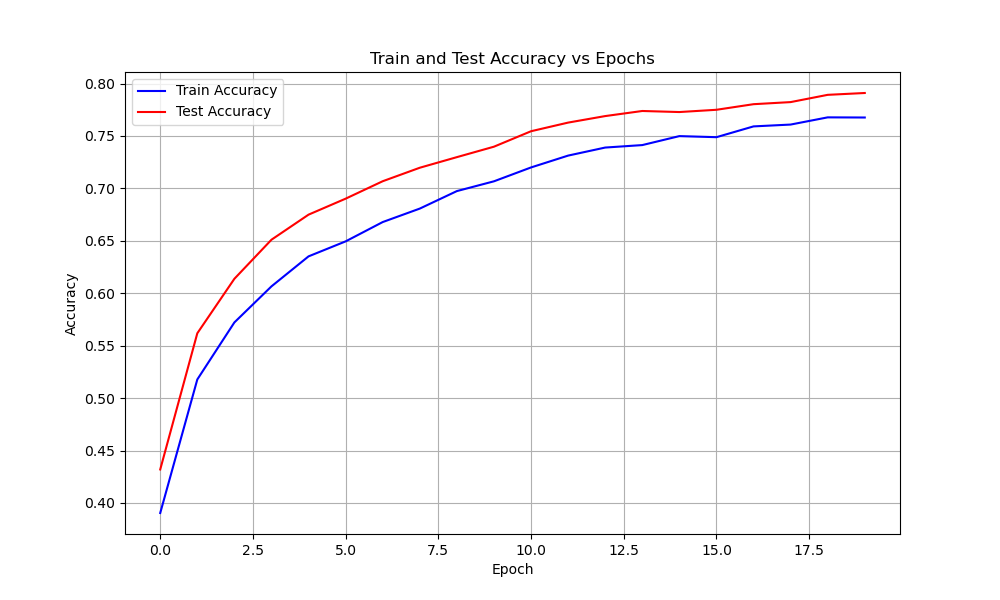 Train and Test Accuracy vs Epochs
Train Accuracy
Test Accuracy
0.80
0.75
0.70
0.65
0.60
0.55
0.50
0.45
0.40
Accuracy
0.0 2.5 5.0 7.5 10.0 12.5 15.0 17.5
Epoch